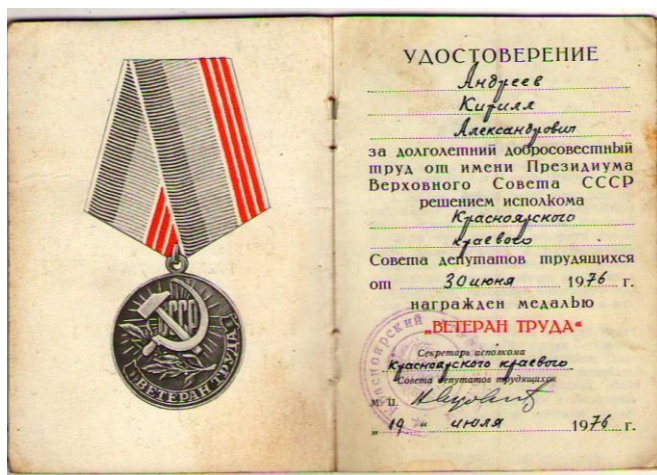 СССР
ВЕТЕРАН ТРУДА
УДОСТОВЕРЕНИЕ
Андреев
Кирилл
Александрович
за долголетний добросовестный
труд от имени Президиума
Верховного Совета СССР
решением исполкома
Красноярского
краевого
Совета депутатов трудящихся
от 30 июня 1976 г.
награжден медалью
„ВЕТЕРАН ТРУДА“
Секретарь исполкома
Красноярского краевого
Совета депутатов трудящихся
М. П.
„19 “ июля 1976 г.
Красноярский